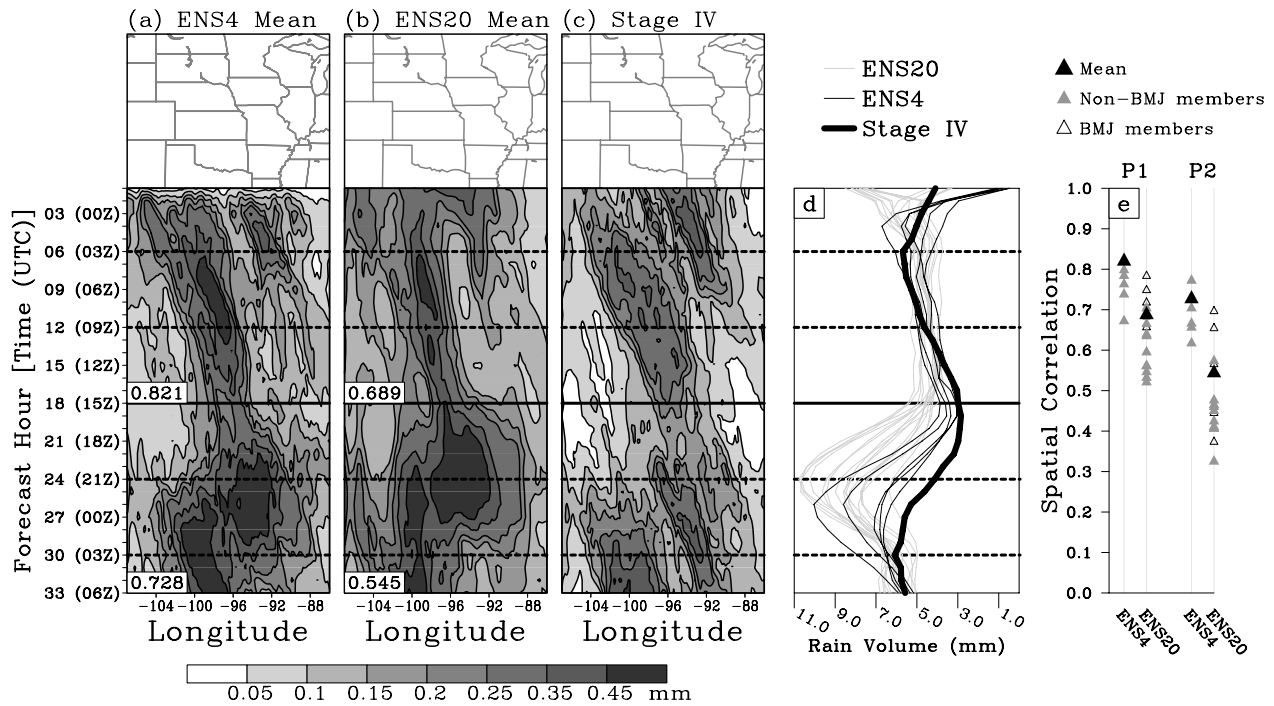 (a) ENS4 Mean
(b) ENS20 Mean
(c) Stage IV
ENS20
ENS4
Stage IV
Mean
Non-BMJ members
BMJ members
P1 P2
Forecast Hour [Time (UTC)]
03 (00Z)
06 (03Z)
09 (06Z)
12 (09Z)
15 (12Z)
18 (15Z)
21 (18Z)
24 (21Z)
27 (00Z)
30 (03Z)
33 (06Z)
0.821
0.728
0.689
0.545
-104 -100 -96 -92 -88
-104 -100 -96 -92 -88
-104 -100 -96 -92 -88
Longitude
Longitude
Longitude
0.05 0.1 0.15 0.2 0.25 0.35 0.45 mm
d
11.0 9.0 7.0 5.0 3.0 1.0
Rain Volume (mm)
e
Spatial Correlation
1.0
0.9
0.8
0.7
0.6
0.5
0.4
0.3
0.2
0.1
0.0
ENS4
ENS20
ENS4
ENS20